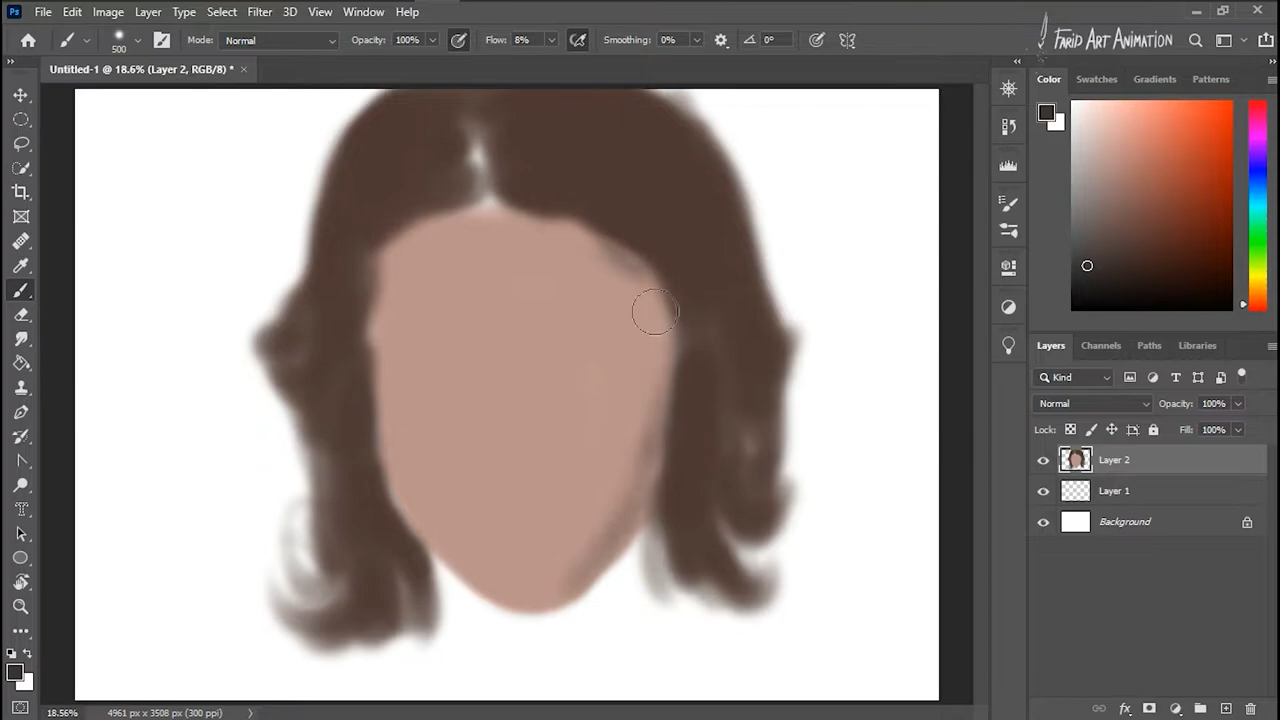 Ps File Edit Image Layer Type Select Filter 3D View Window Help
500 Mode: Normal Opacity: 100% Flow: 8% Smoothing: 0% 0° FARID ART ANIMATION
Untitled-1 @ 18.6% (Layer 2, RGB/8) *
Color Swatches Gradients Patterns
Layers Channels Paths Libraries
Kind
Normal Opacity: 100%
Lock: Fill: 100%
Layer 2
Layer 1
Background
18.56% 4961 px x 3508 px (300 ppi)